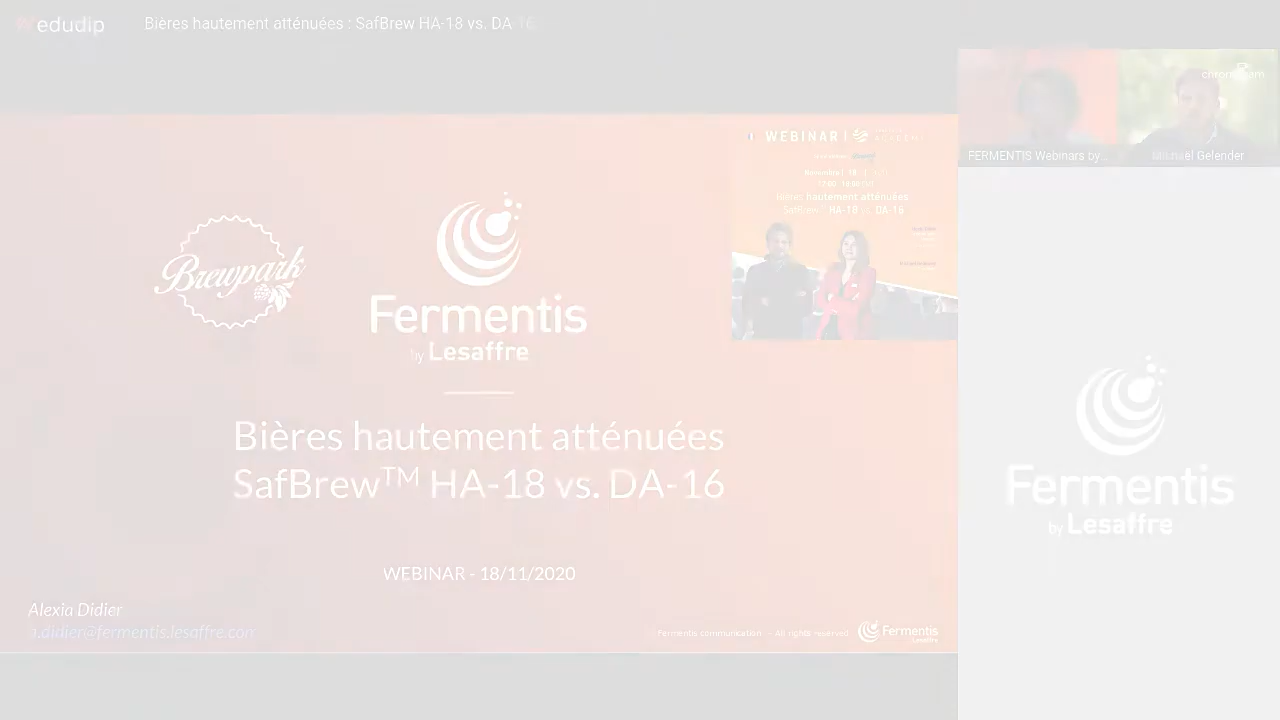 edudip
Bières hautement atténuées : SafBrew HA-18 vs. DA-16
WEBINAR
Bières hautement atténuées
SafBrew HA-18 vs. DA-16
FERMENTIS Webinars by...
Michaël Gelender
Brewpark
Fermentis
by Lesaffre
Bières hautement atténuées
SafBrew™ HA-18 vs. DA-16
WEBINAR - 18/11/2020
Alexia Didier
a.didier@fermentis.lesaffre.com
Fermentis communication - All rights reserved
Fermentis
Lesaffre
Fermentis
by Lesaffre